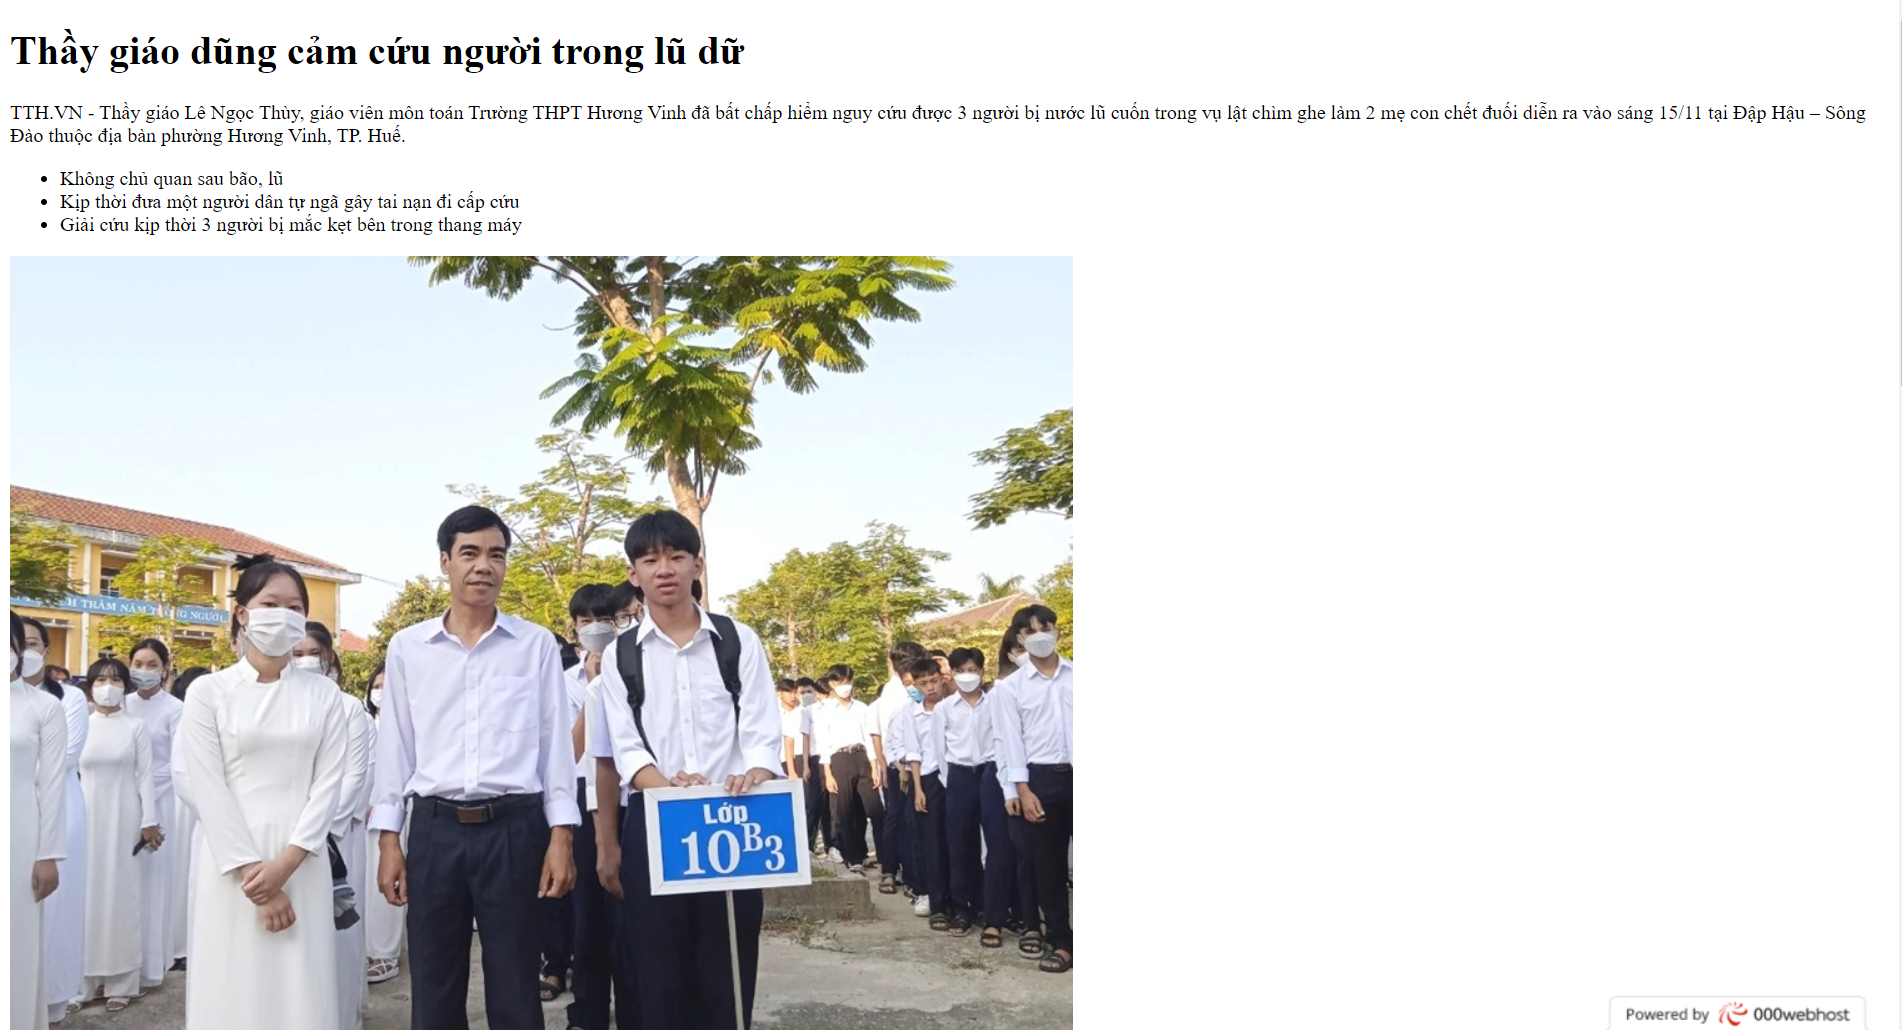 Thầy giáo dũng cảm cứu người trong lũ dữ
TTH.VN - Thầy giáo Lê Ngọc Thùy, giáo viên môn toán Trường THPT Hương Vinh đã bất chấp hiểm nguy cứu được 3 người bị nước lũ cuốn trong vụ lật chìm ghe làm 2 mẹ con chết đuối diễn ra vào sáng 15/11 tại Đập Hậu – Sông
Đào thuộc địa bàn phường Hương Vinh, TP. Huế.
Không chủ quan sau bão, lũ
Kịp thời đưa một người dân tự ngã gây tai nạn đi cấp cứu
Giải cứu kịp thời 3 người bị mắc kẹt bên trong thang máy
H TRĂM NĂM TRỒNG NGƯỜI
Lớp
10B3
Powered by 000webhost